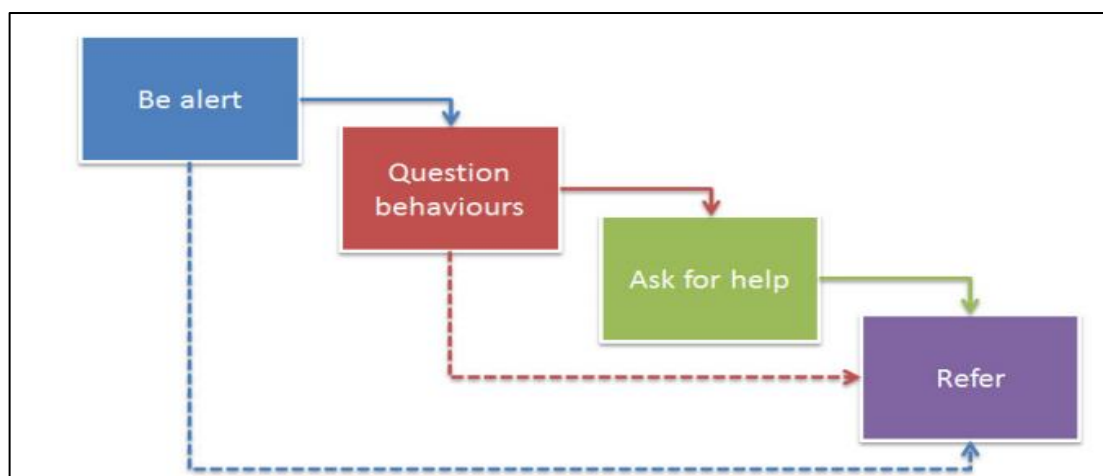 Be alert
Question
behaviours
Ask for help
Refer